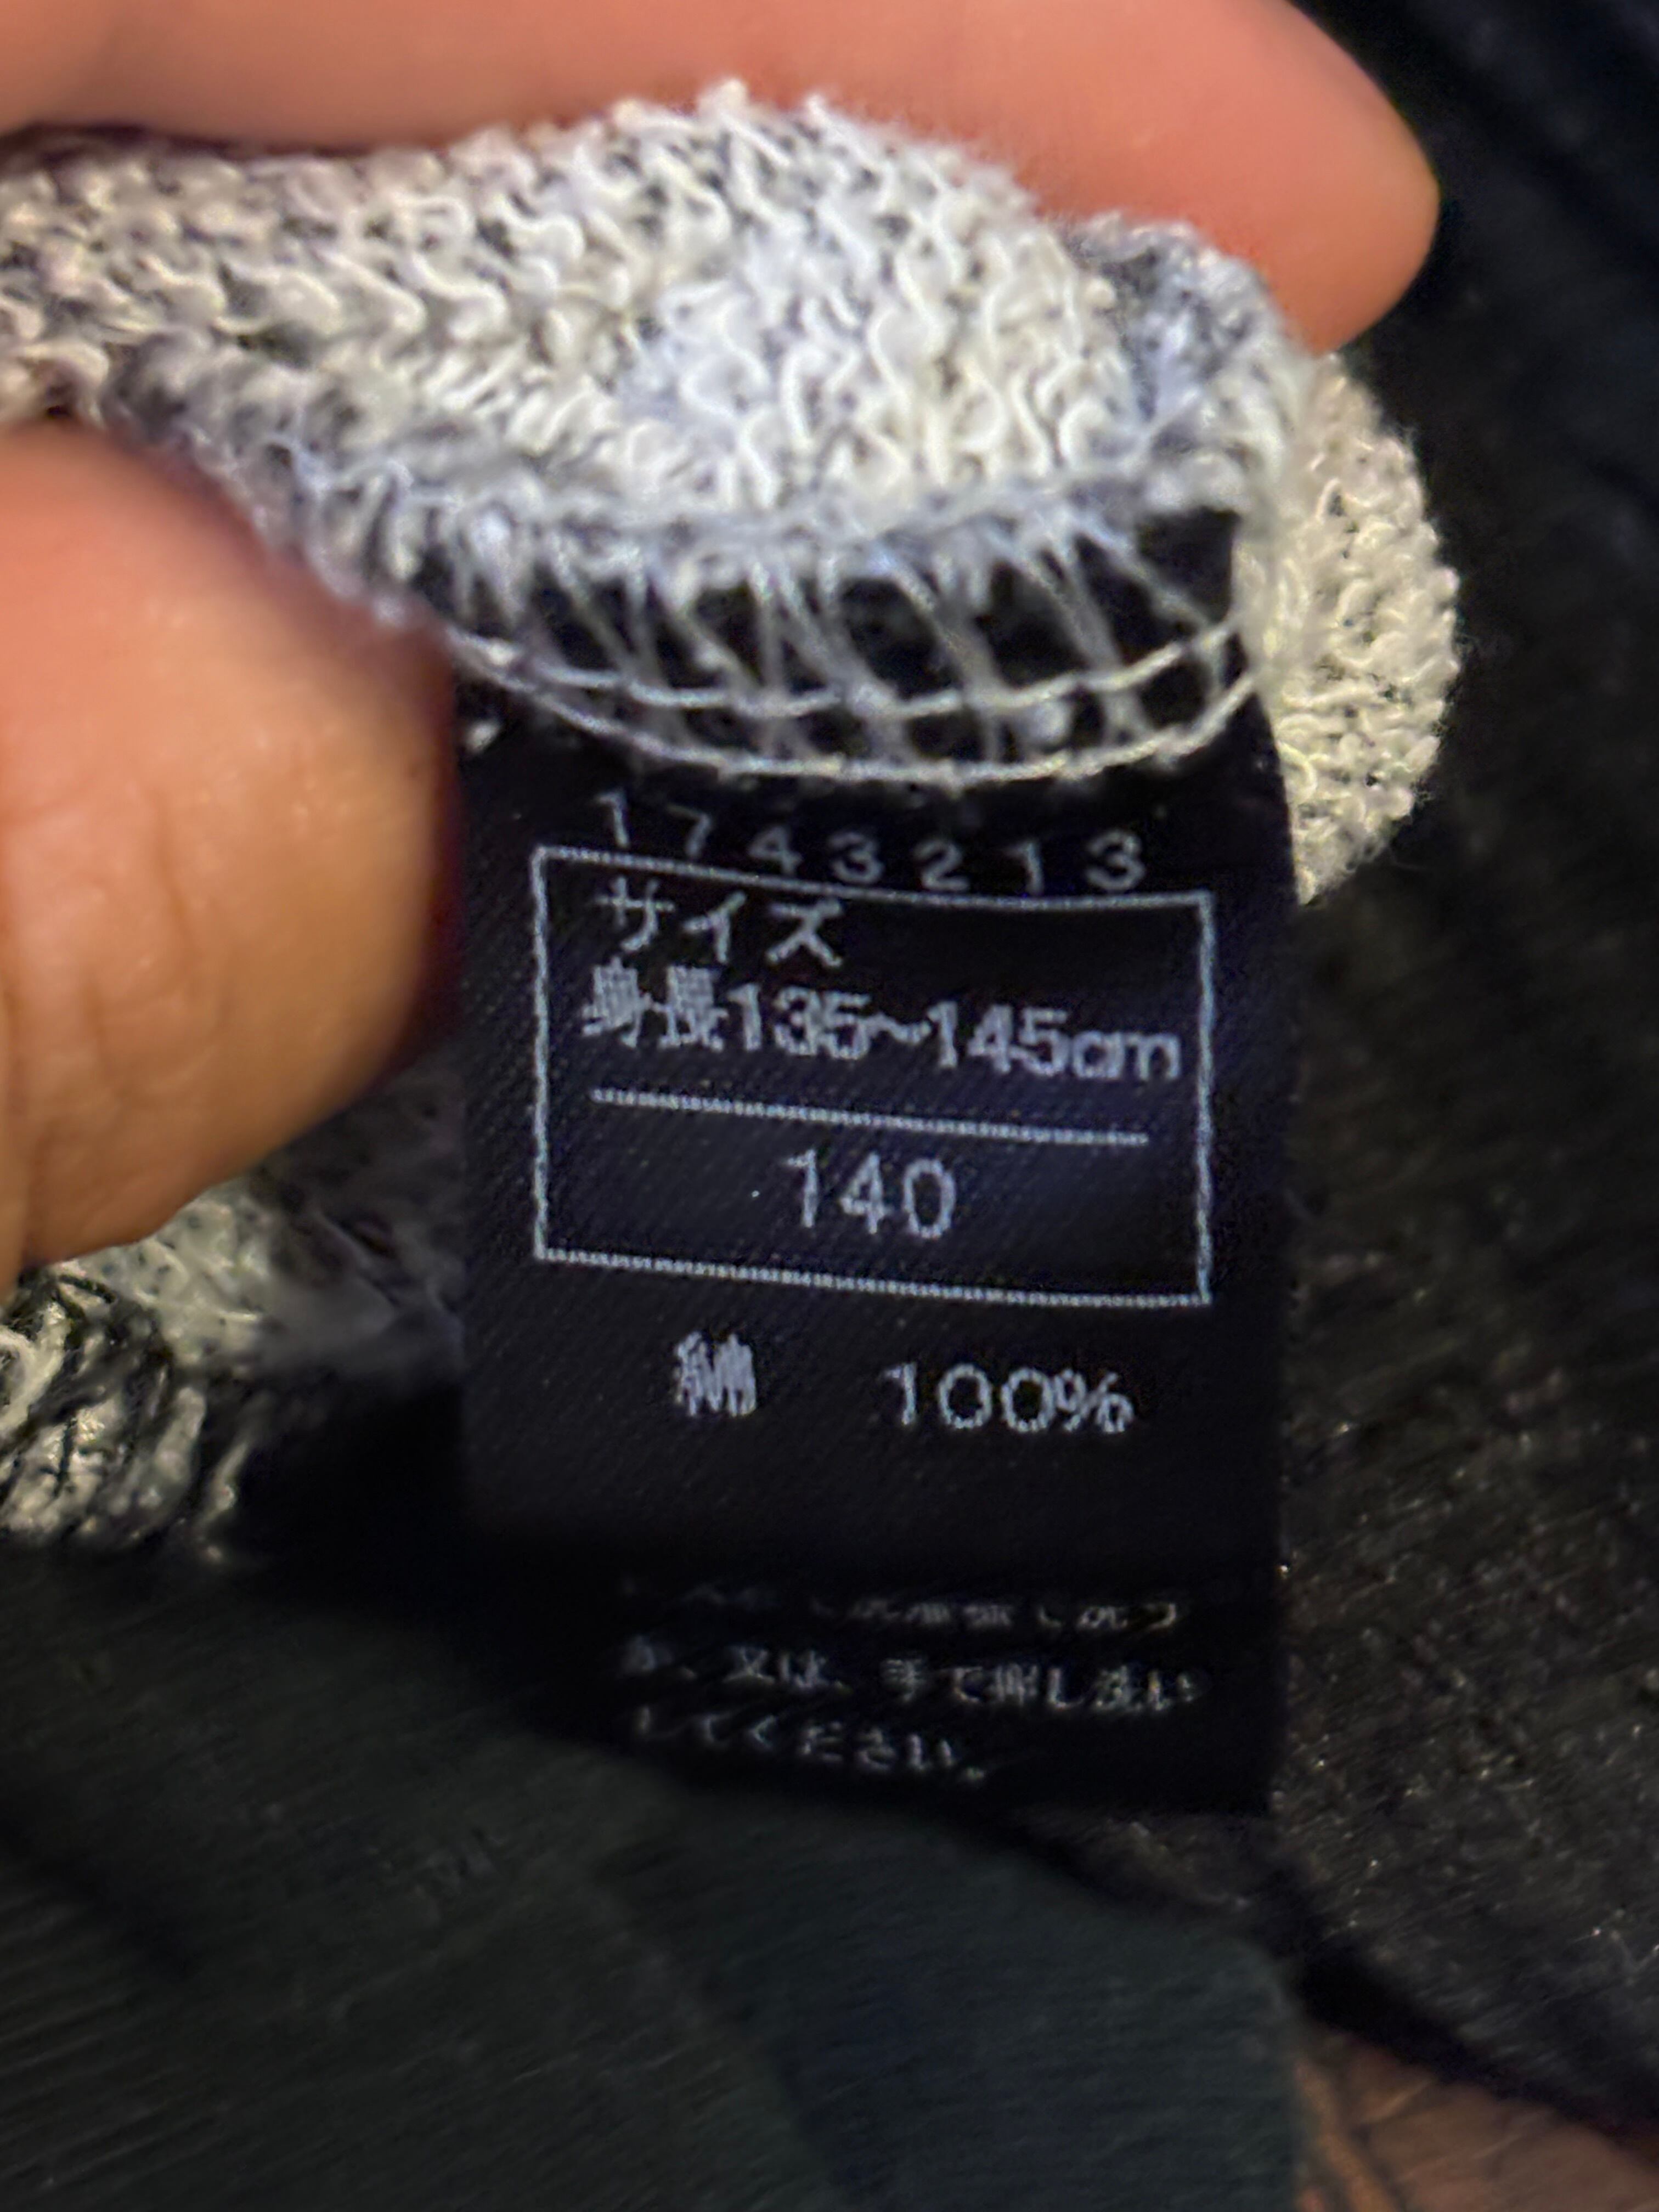 1743213
サイズ
身長135~145cm
140
綿 100%
又は、手で押し洗い
してください。